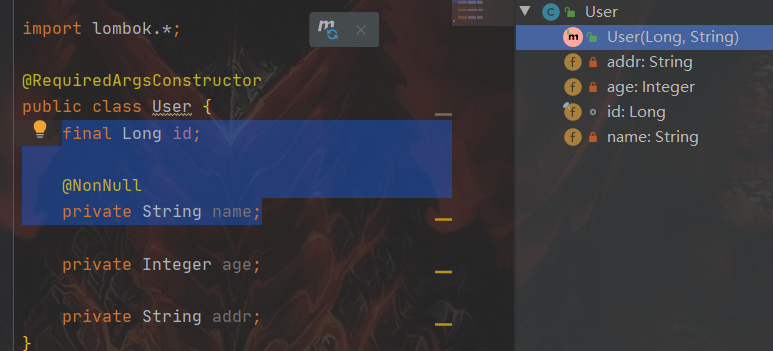 import lombok.*;
@RequiredArgsConstructor
public class User {
final Long id;
@NonNull
private String name;
private Integer age;
private String addr;
}
m
C User
m User(Long, String)
f addr: String
f age: Integer
f id: Long
f name: String